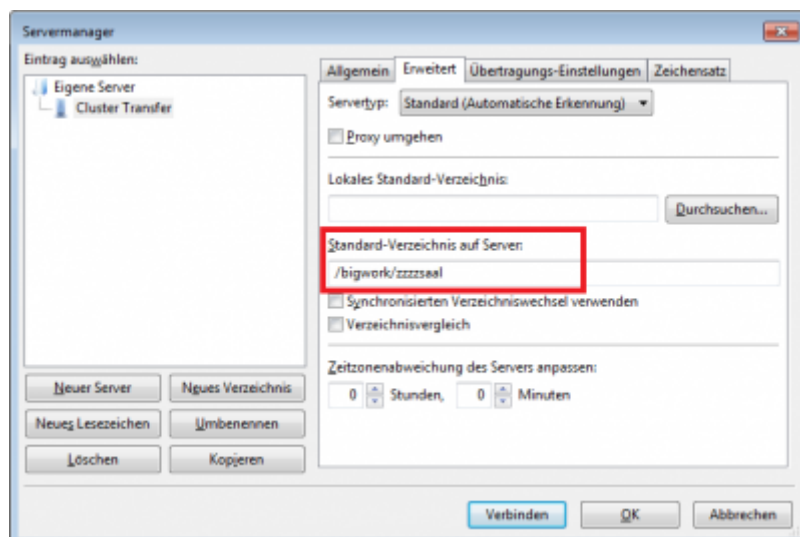 Servermanager
Eintrag auswählen:
Eigene Server
Cluster Transfer
Neuer Server
Neues Verzeichnis
Neues Lesezeichen
Umbenennen
Löschen
Kopieren
Allgemein Erweitert Übertragungs-Einstellungen Zeichensatz
Servertyp: Standard (Automatische Erkennung)
Proxy umgehen
Lokales Standard-Verzeichnis:
Durchsuchen...
Standard-Verzeichnis auf Server:
/bigwork/zzzzsaal
Synchronisierten Verzeichniswechsel verwenden
Verzeichnisvergleich
Zeitzonenabweichung des Servers anpassen:
0 Stunden, 0 Minuten
Verbinden OK Abbrechen